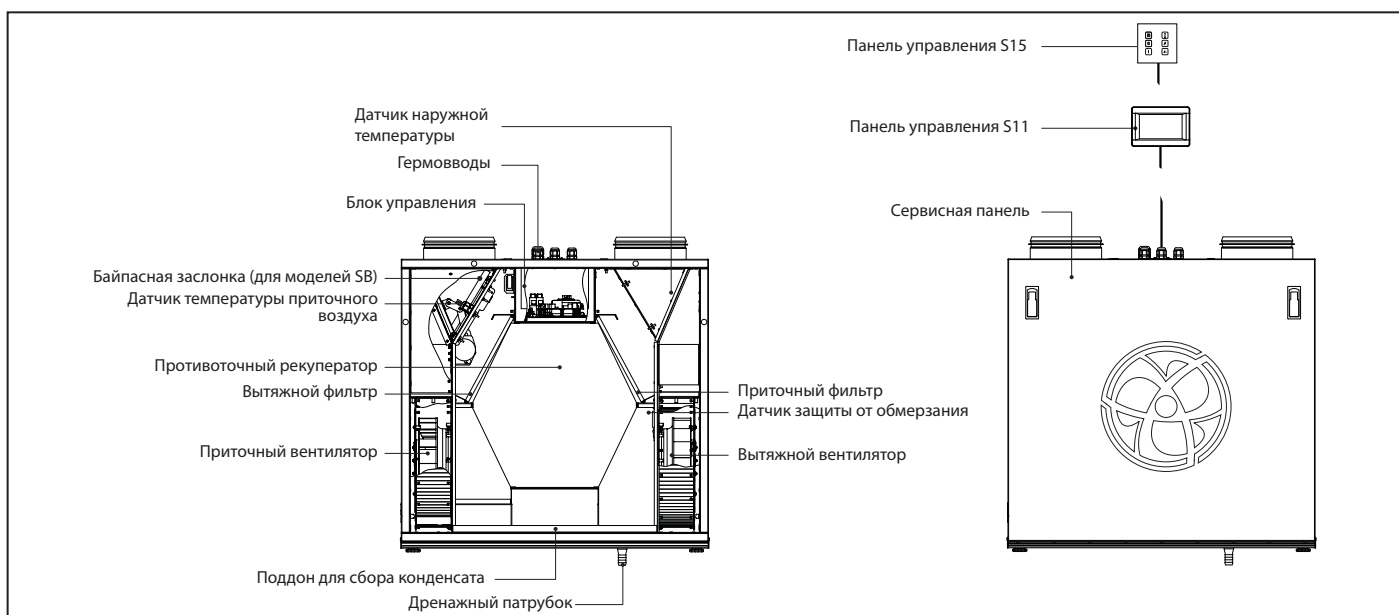 Панель управления S15
Панель управления S11
Сервисная панель
Датчик наружной
температуры
Гермовводы
Блок управления
Байпасная заслонка (для моделей SB)
Датчик температуры приточного
воздуха
Противоточный рекуператор
Вытяжной фильтр
Приточный вентилятор
Приточный фильтр
Датчик защиты от обмерзания
Вытяжной вентилятор
Поддон для сбора конденсата
Дренажный патрубок